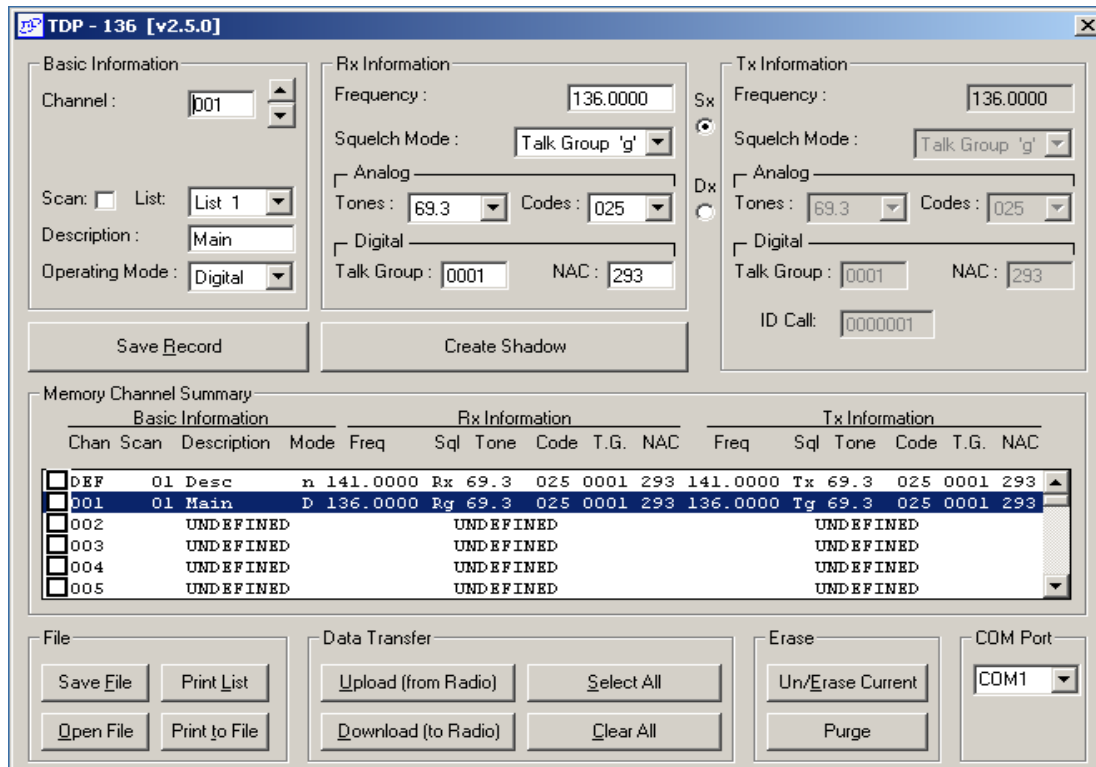 TDP - 136 [v2.5.0]
Basic Information
Channel : 001
Scan: List: List 1
Description : Main
Operating Mode : Digital
Rx Information
Frequency : 136.0000
Squelch Mode : Talk Group 'g'
Analog
Tones : 69.3 Codes : 025
Digital
Talk Group : 0001 NAC : 293
Sx
Dx
Tx Information
Frequency : 136.0000
Squelch Mode : Talk Group 'g'
Analog
Tones : 69.3 Codes : 025
Digital
Talk Group : 0001 NAC : 293
ID Call: 0000001
Save Record
Create Shadow
Memory Channel Summary
Basic Information Rx Information Tx Information
Chan Scan Description Mode Freq Sql Tone Code T.G. NAC Freq Sql Tone Code T.G. NAC
DEF 01 Desc n 141.0000 Rx 69.3 025 0001 293 141.0000 Tx 69.3 025 0001 293
001 01 Main D 136.0000 Rg 69.3 025 0001 293 136.0000 Tg 69.3 025 0001 293
002 UNDEFINED UNDEFINED UNDEFINED
003 UNDEFINED UNDEFINED UNDEFINED
004 UNDEFINED UNDEFINED UNDEFINED
005 UNDEFINED UNDEFINED UNDEFINED
File
Save File Print List
Open File Print to File
Data Transfer
Upload (from Radio) Select All
Download (to Radio) Clear All
Erase
Un/Erase Current
Purge
COM Port
COM1